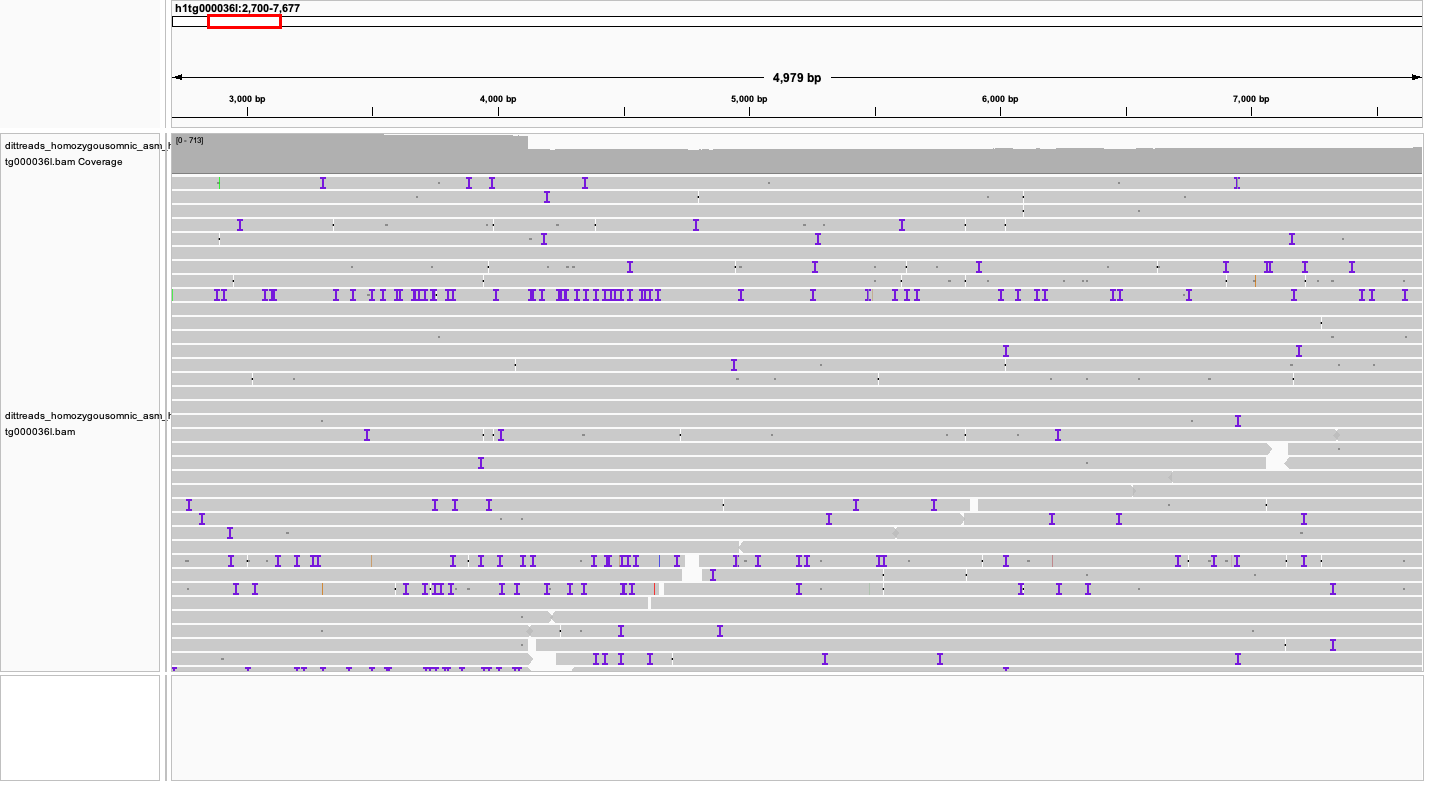 h1tg000036l:2,700-7,677
4,979 bp
3,000 bp
4,000 bp
5,000 bp
6,000 bp
7,000 bp
dittreads_homozygousomnic_asm_h
tg000036l.bam Coverage
[0 - 713]
dittreads_homozygousomnic_asm_h
tg000036l.bam